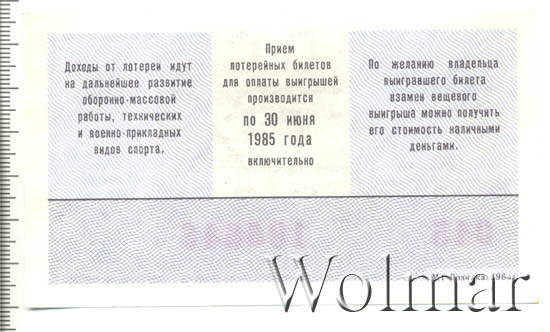 Доходы от лотереи идут
на дальнейшее развитие
оборонно-массовой
работы, технических
и военно-прикладных
видов спорта.
Прием
лотерейных билетов
для оплаты выигрышей
производится
по 30 июня
1985 года
включительно
По желанию владельца
выигравшего билета
взамен вещевого
выигрыша можно получить
его стоимость наличными
деньгами.
Wolmar